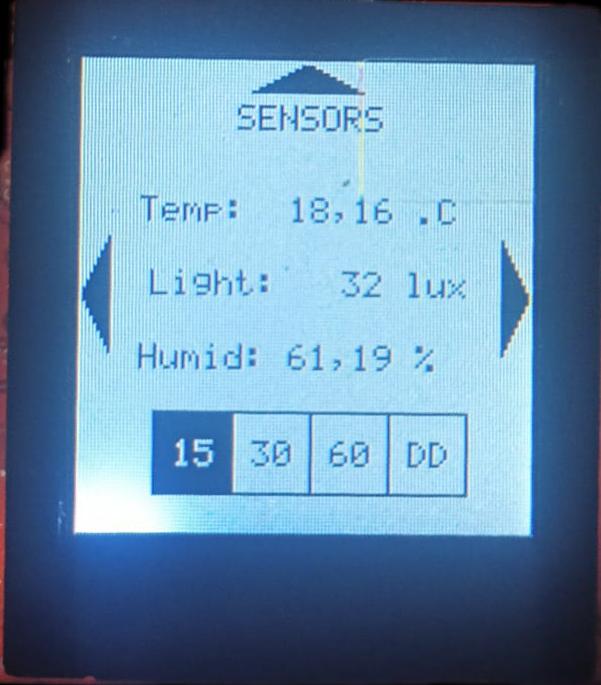 SENSORS
Temp: 18,16 .C
Light: 32 lux
Humid: 61,19 %
15 30 60 DD